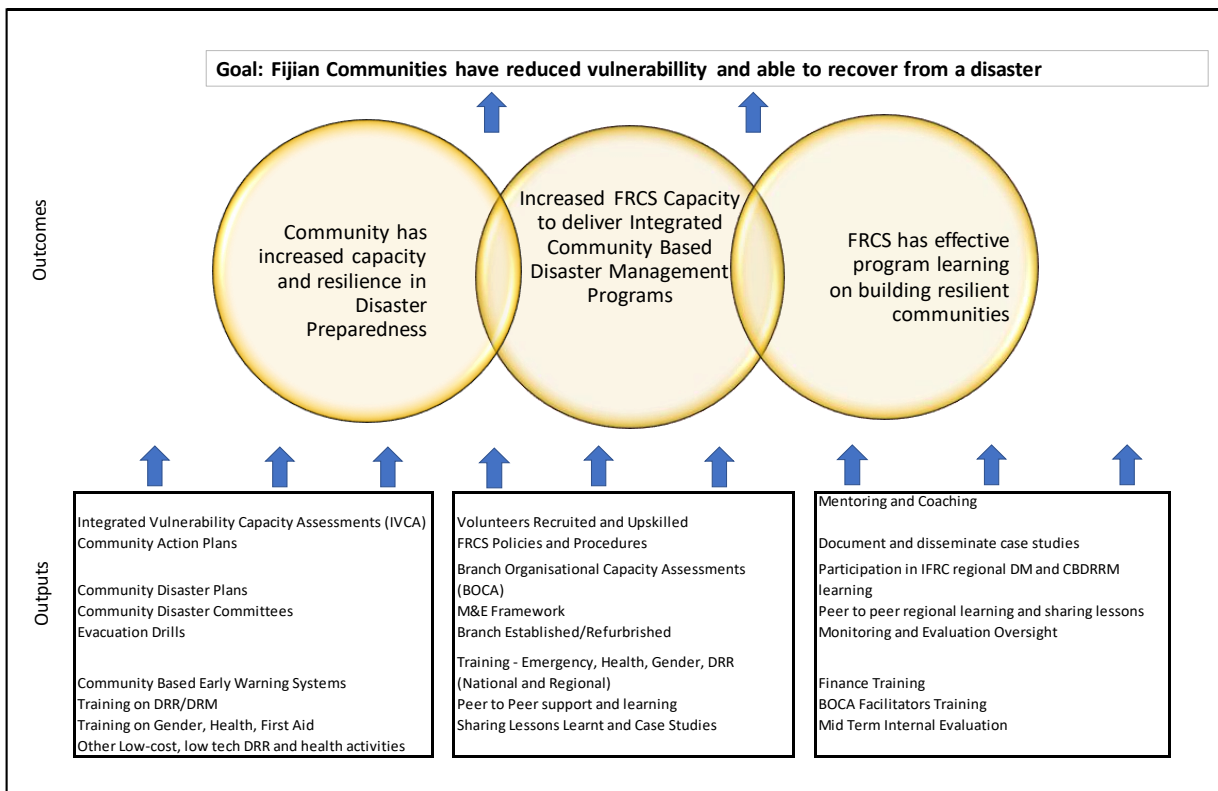 Goal: Fijian Communities have reduced vulnerabillity and able to recover from a disaster
Outcomes
Community has
increased capacity
and resilience in
Disaster
Preparedness
Increased FRCS Capacity
to deliver Integrated
Community Based
Disaster Management
Programs
FRCS has effective
program learning
on building resilient
communities
Outputs
Integrated Vulnerability Capacity Assessments (IVCA)
Community Action Plans
Community Disaster Plans
Community Disaster Committees
Evacuation Drills
Community Based Early Warning Systems
Training on DRR/DRM
Training on Gender, Health, First Aid
Other Low-cost, low tech DRR and health activities
Volunteers Recruited and Upskilled
FRCS Policies and Procedures
Branch Organisational Capacity Assessments
(BOCA)
M&E Framework
Branch Established/Refurbrished
Training - Emergency, Health, Gender, DRR
(National and Regional)
Peer to Peer support and learning
Sharing Lessons Learnt and Case Studies
Mentoring and Coaching
Document and disseminate case studies
Participation in IFRC regional DM and CBDRRM
learning
Peer to peer regional learning and sharing lessons
Monitoring and Evaluation Oversight
Finance Training
BOCA Facilitators Training
Mid Term Internal Evaluation